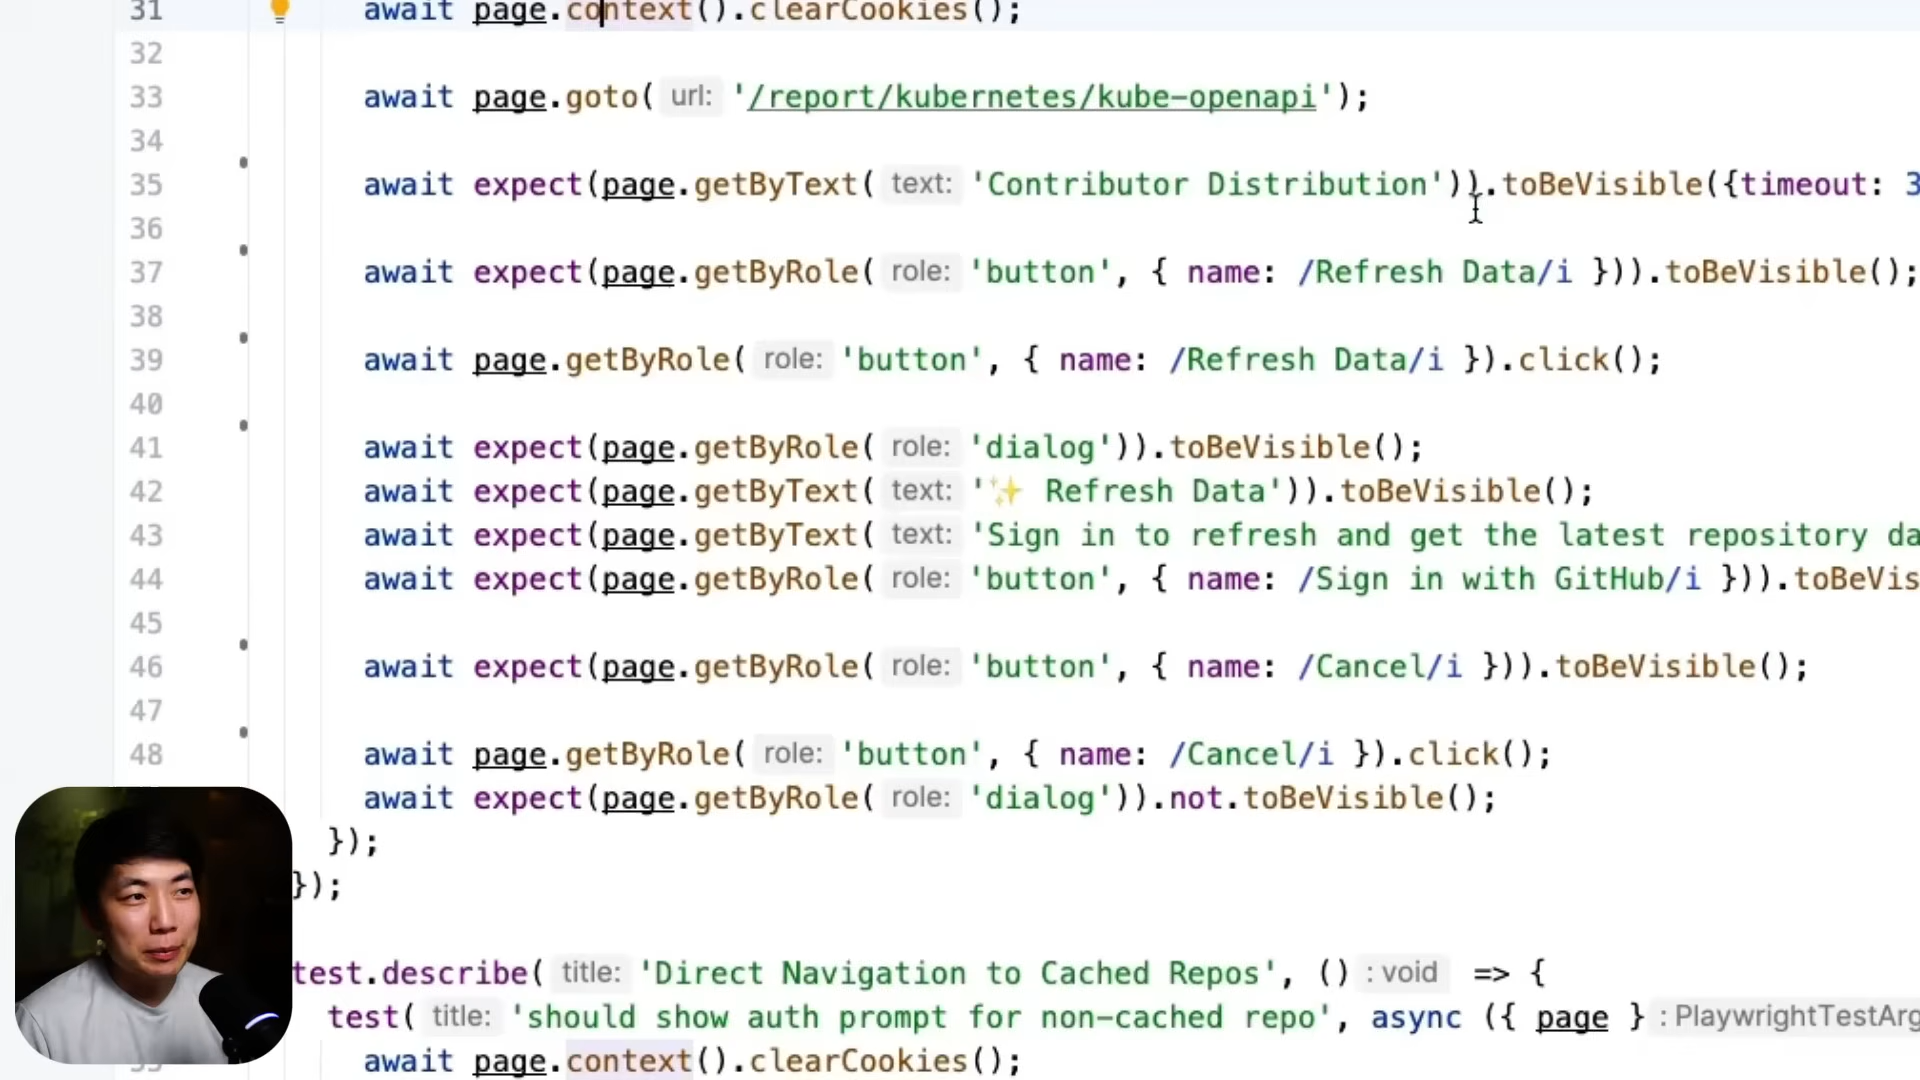 31 await page.context().clearCookies();
32
33 await page.goto( url: '/report/kubernetes/kube-openapi');
34
35 await expect(page.getByText( text: 'Contributor Distribution')).toBeVisible({timeout: 3
36
37 await expect(page.getByRole( role: 'button', { name: /Refresh Data/i })).toBeVisible();
38
39 await page.getByRole( role: 'button', { name: /Refresh Data/i }).click();
40
41 await expect(page.getByRole( role: 'dialog')).toBeVisible();
42 await expect(page.getByText( text: '✨ Refresh Data')).toBeVisible();
43 await expect(page.getByText( text: 'Sign in to refresh and get the latest repository da
44 await expect(page.getByRole( role: 'button', { name: /Sign in with GitHub/i })).toBeVis
45
46 await expect(page.getByRole( role: 'button', { name: /Cancel/i })).toBeVisible();
47
48 await page.getByRole( role: 'button', { name: /Cancel/i }).click();
await expect(page.getByRole( role: 'dialog')).not.toBeVisible();
});
});
test.describe( title: 'Direct Navigation to Cached Repos', () : void => {
test( title: 'should show auth prompt for non-cached repo', async ({ page } : PlaywrightTestArg
await page.context().clearCookies();